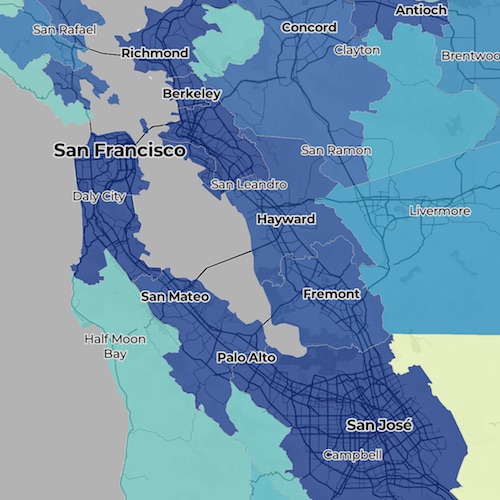 Antioch
San Rafael
Concord
Richmond
Clayton
Brentwoo
Berkeley
San Francisco
San Ramon
San Leandro
Daly City
Livermore
Hayward
San Mateo
Fremont
Half Moon
Bay
Palo Alto
San José
Campbell